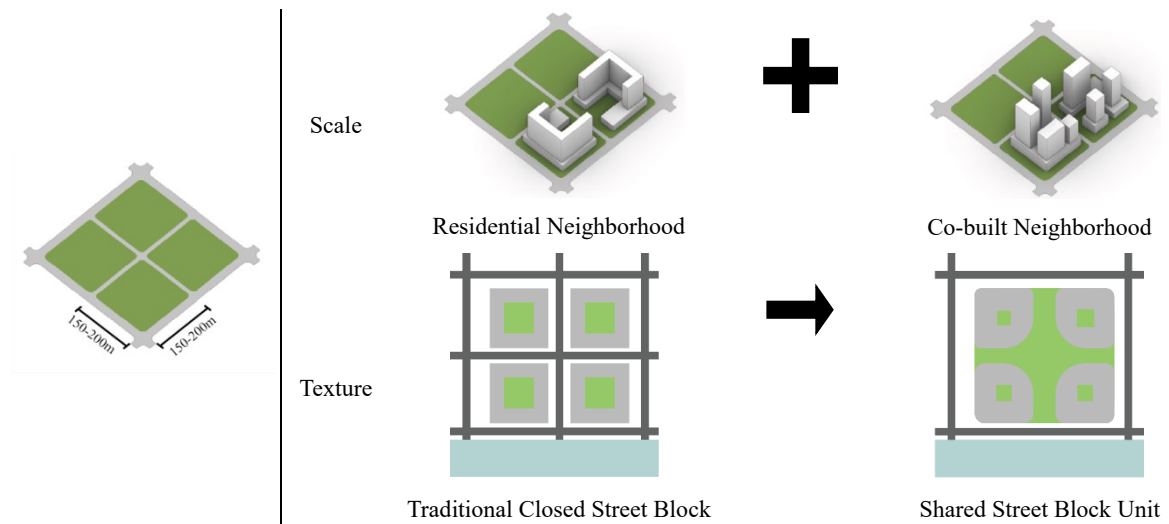 150-200m
150-200m
Scale
Residential Neighborhood
Co-built Neighborhood
Texture
Traditional Closed Street Block
Shared Street Block Unit